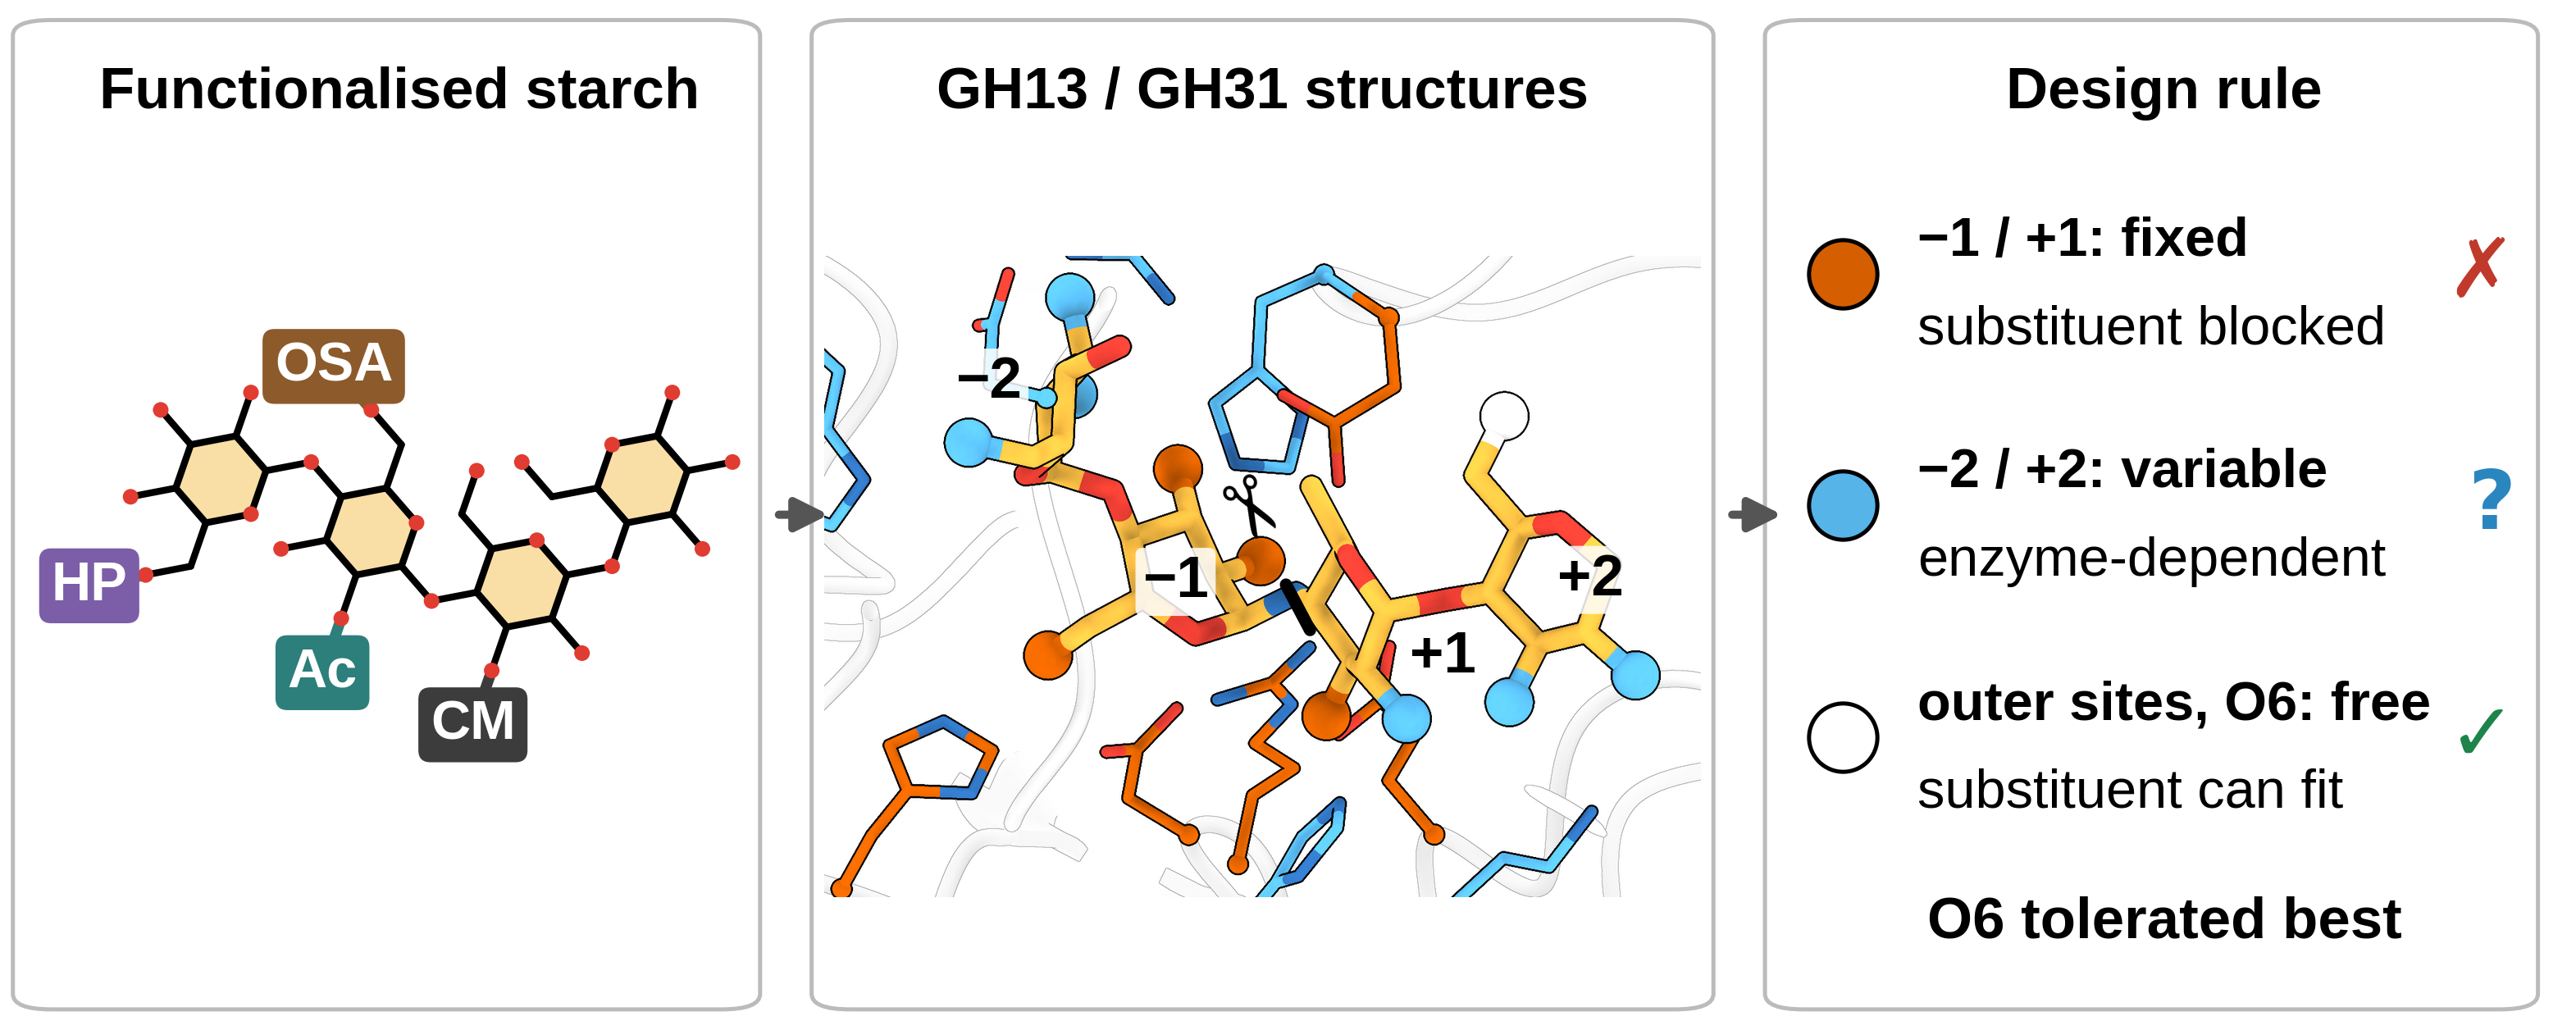 Functionalised starch
OSA
HP
Ac
CM
GH13 / GH31 structures
−2
−1
+1
+2
Design rule
−1 / +1: fixed
substituent blocked
✗
−2 / +2: variable
enzyme-dependent
?
outer sites, O6: free
substituent can fit
✓
O6 tolerated best